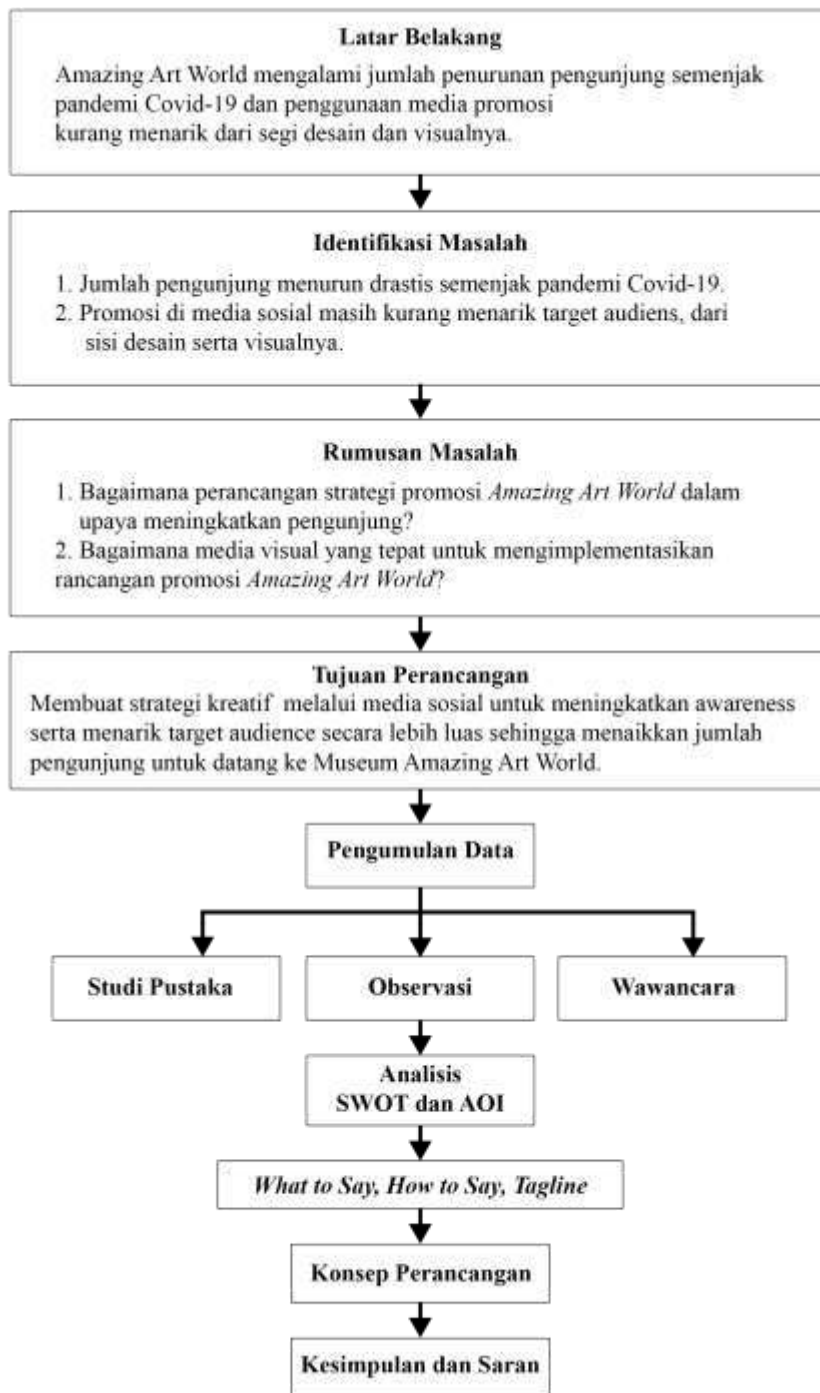 Latar Belakang
Amazing Art World mengalami jumlah penurunan pengunjung semenjak
pandemi Covid-19 dan penggunaan media promosi
kurang menarik dari segi desain dan visualnya.
Identifikasi Masalah
1. Jumlah pengunjung menurun drastis semenjak pandemi Covid-19.
2. Promosi di media sosial masih kurang menarik target audiens, dari
sisi desain serta visualnya.
Rumusan Masalah
1. Bagaimana perancangan strategi promosi Amazing Art World dalam
upaya meningkatkan pengunjung?
2. Bagaimana media visual yang tepat untuk mengimplementasikan
rancangan promosi Amazing Art World?
Tujuan Perancangan
Membuat strategi kreatif melalui media sosial untuk meningkatkan awareness
serta menarik target audience secara lebih luas sehingga menaikkan jumlah
pengunjung untuk datang ke Museum Amazing Art World.
Pengumulan Data
Studi Pustaka
Observasi
Wawancara
Analisis
SWOT dan AOI
What to Say, How to Say, Tagline
Konsep Perancangan
Kesimpulan dan Saran